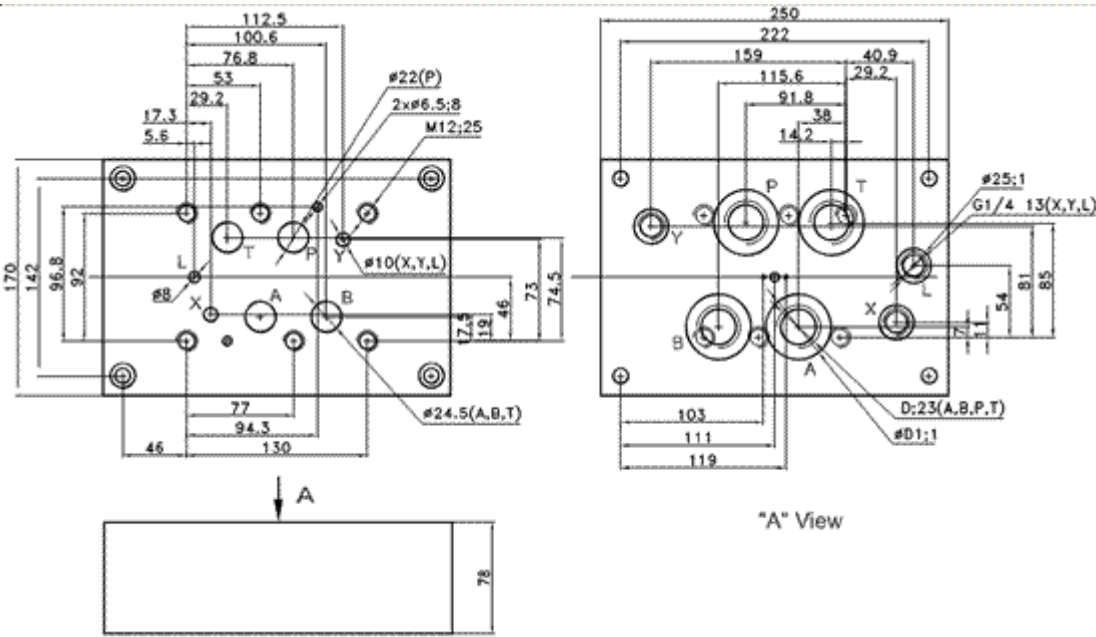 112.5
100.6
76.8
53
29.2
17.3
5.6
ø22(P)
2xø6.5;8
M12;25
T
P
Y
L
X
A
B
ø10(X,Y,L)
ø8
170
142
96.8
92
17.5
19
46
73
74.5
ø24.5(A,B,T)
77
94.3
46
130
250
222
159
40.9
115.6
29.2
91.8
38
14.2
P
T
ø25;1
G1/4 13(X,Y,L)
Y
L
X
B
A
7
11
54
81
85
D;23(A,B,P,T)
øD1;1
103
111
119
A
78
"A" View